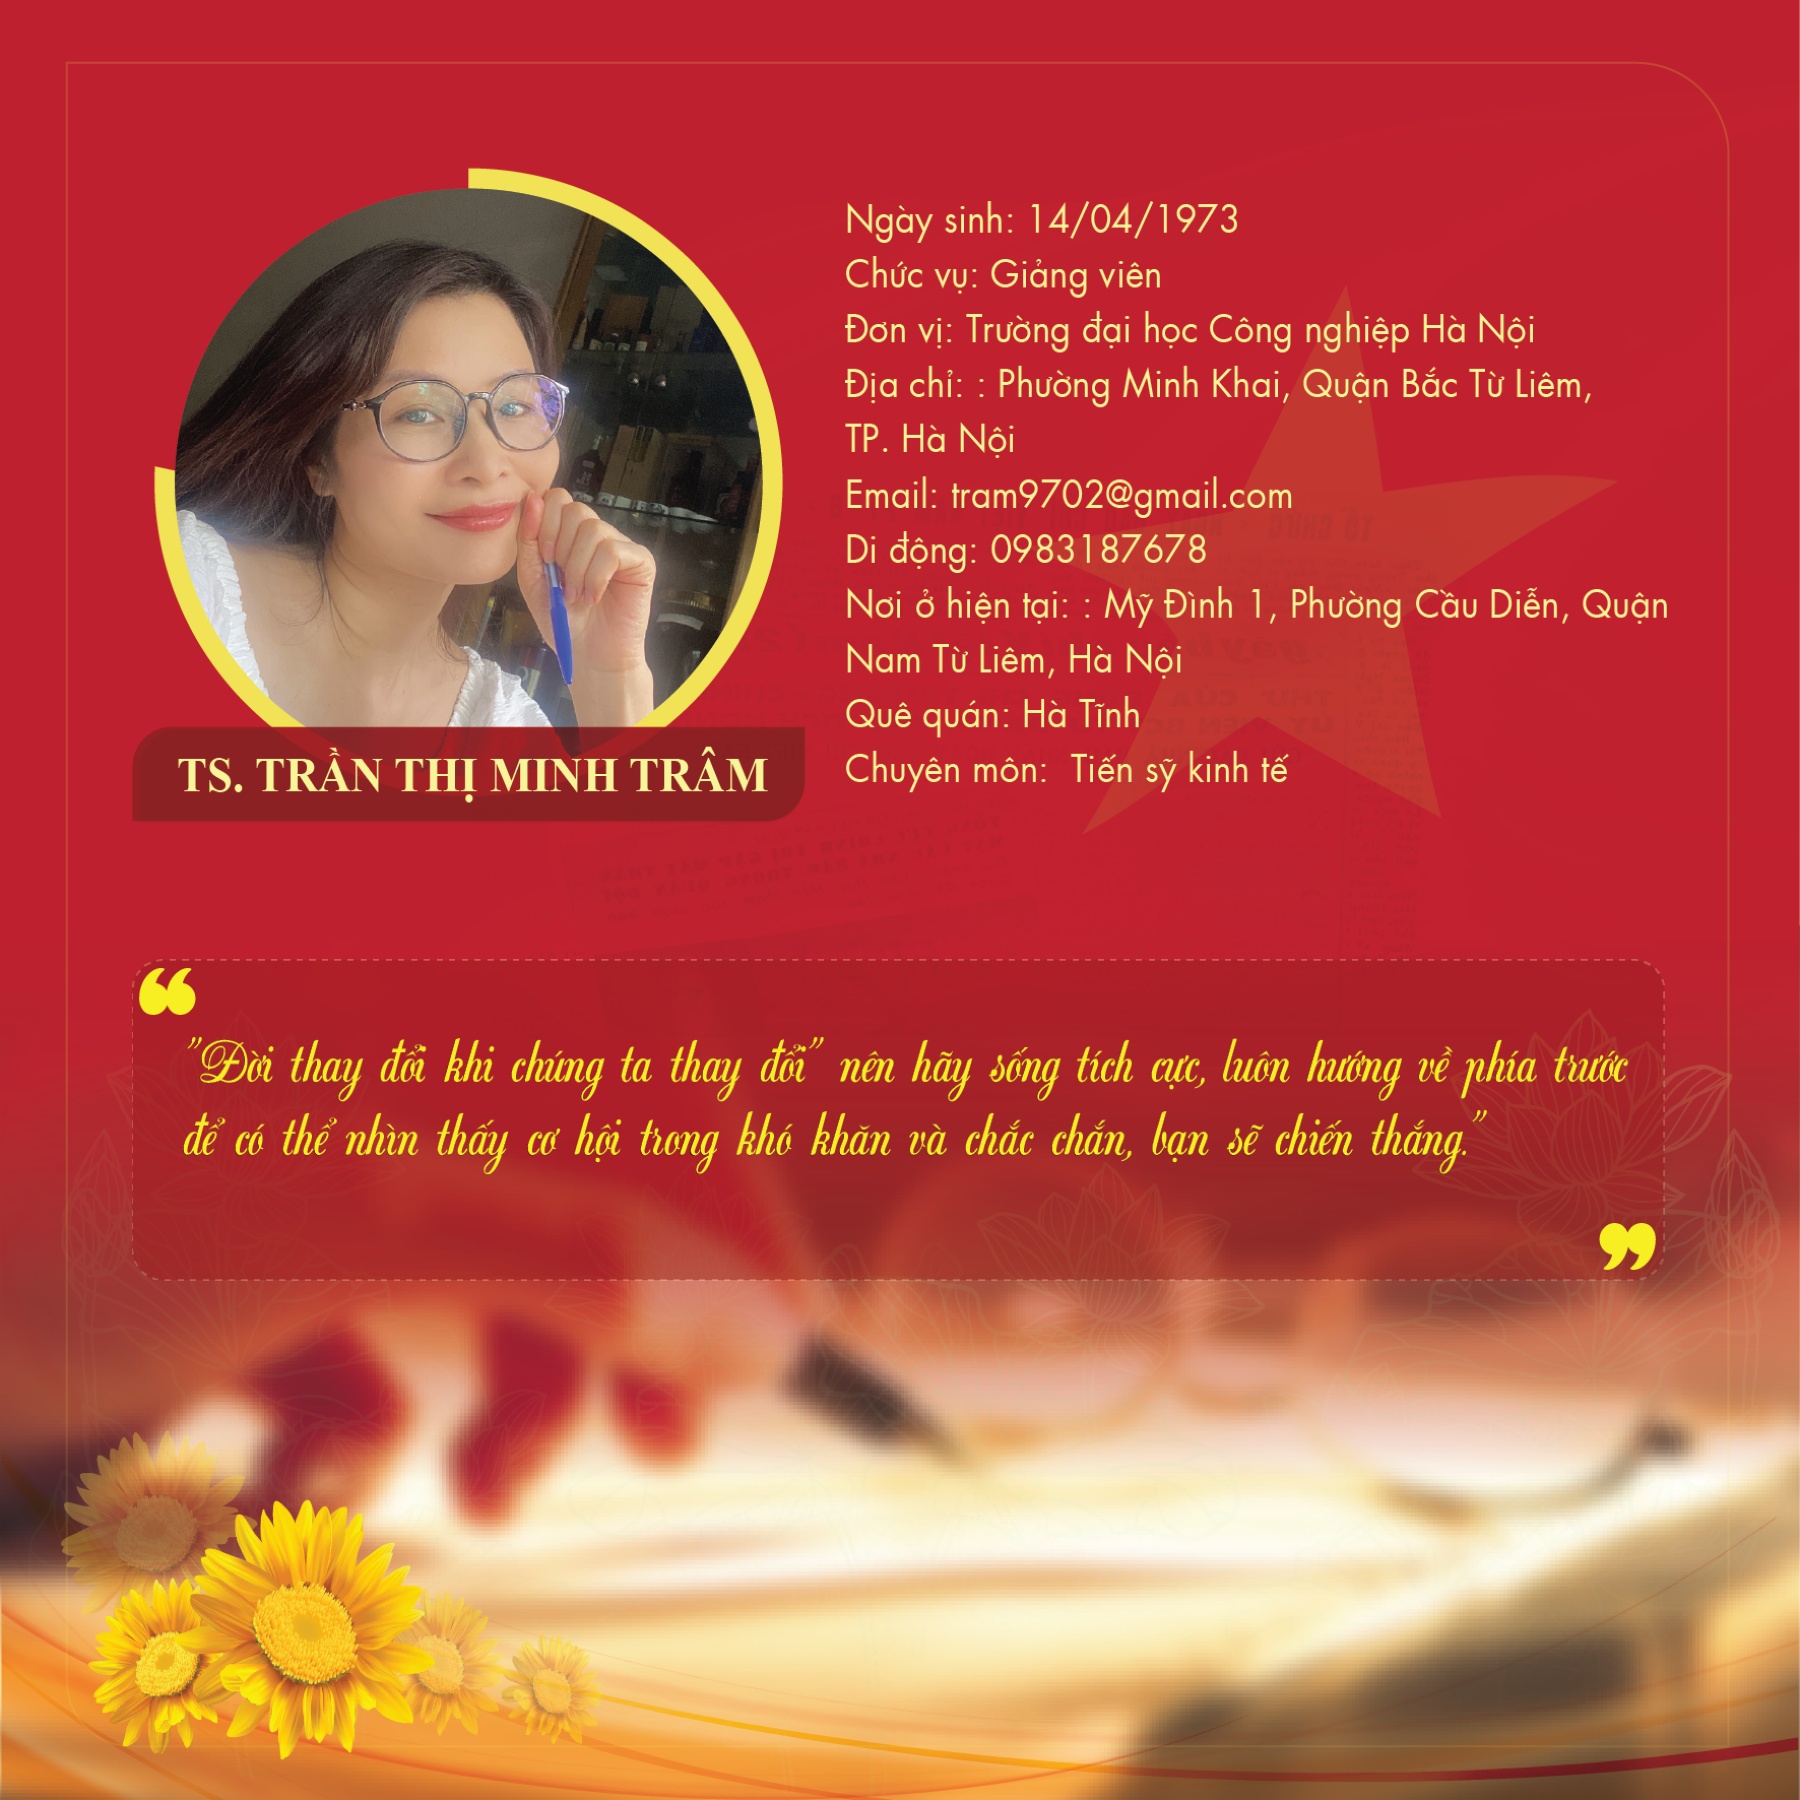 Ngày sinh: 14/04/1973
Chức vụ: Giảng viên
Đơn vị: Trường đại học Công nghiệp Hà Nội
Địa chỉ: : Phường Minh Khai, Quận Bắc Từ Liêm,
TP. Hà Nội
Email: tram9702@gmail.com
Di động: 0983187678
Nơi ở hiện tại: : Mỹ Đình 1, Phường Cầu Diễn, Quận
Nam Từ Liêm, Hà Nội
Quê quán: Hà Tĩnh
Chuyên môn:  Tiến sỹ kinh tế
TS. TRẦN THỊ MINH TRÂM
“
"Đời thay đổi khi chúng ta thay đổi" nên hãy sống tích cực, luôn hướng về phía trước
để có thể nhìn thấy cơ hội trong khó khăn và chắc chắn, bạn sẽ chiến thắng."
”